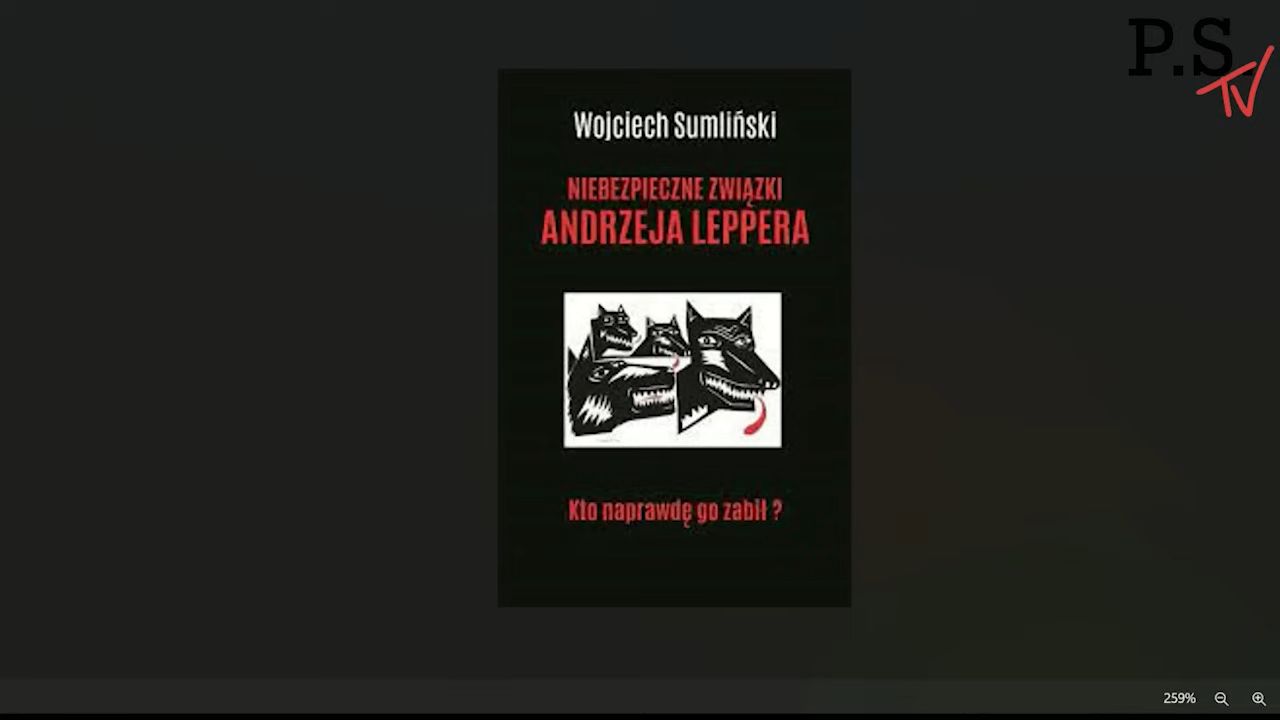 P.S.
TV
Wojciech Sumliński
NIEBEZPIECZNE ZWIĄZKI
ANDRZEJA LEPPERA
Kto naprawdę go zabił ?
259%